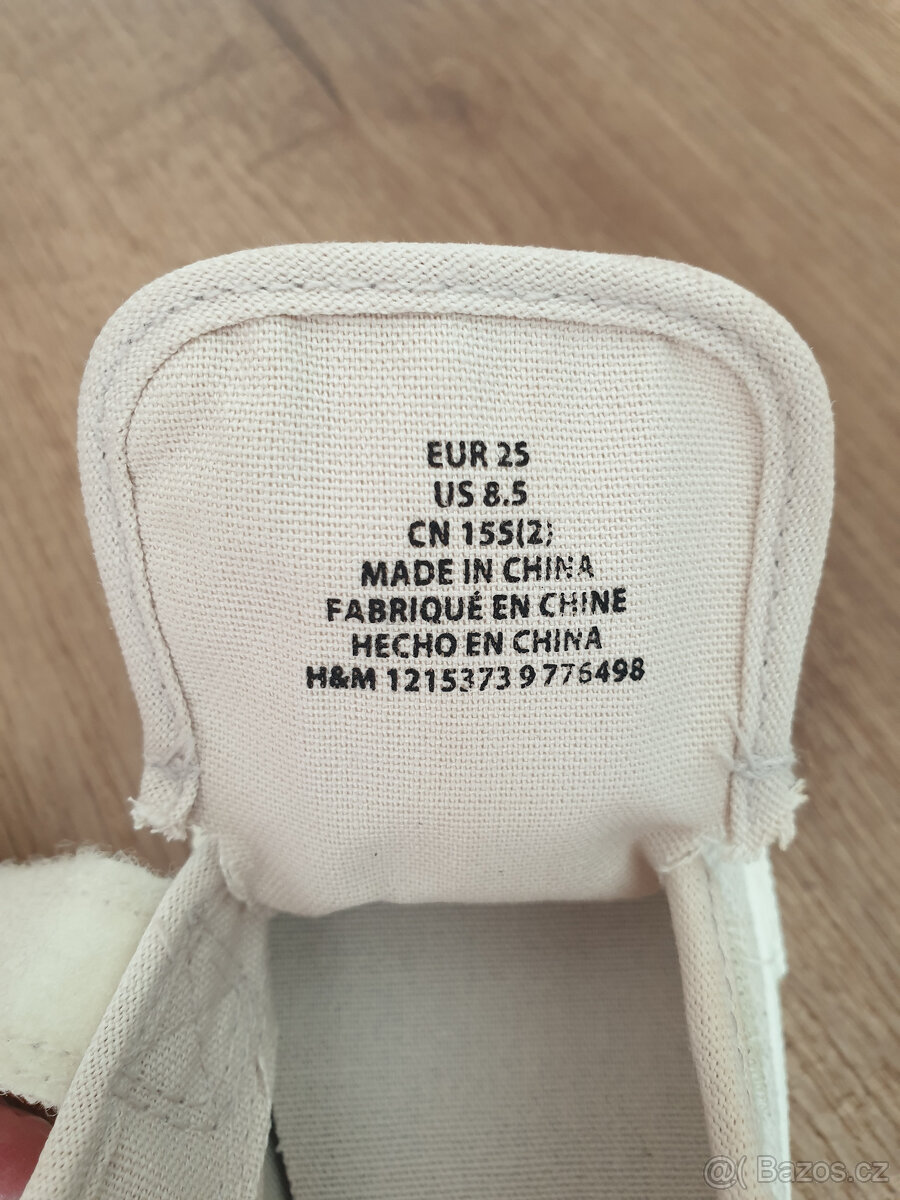 EUR 25
US 8.5
CN 155(2)
MADE IN CHINA
FABRIQUÉ EN CHINE
HECHO EN CHINA
H&M 1215373 9 776498
@( Bazos.cz